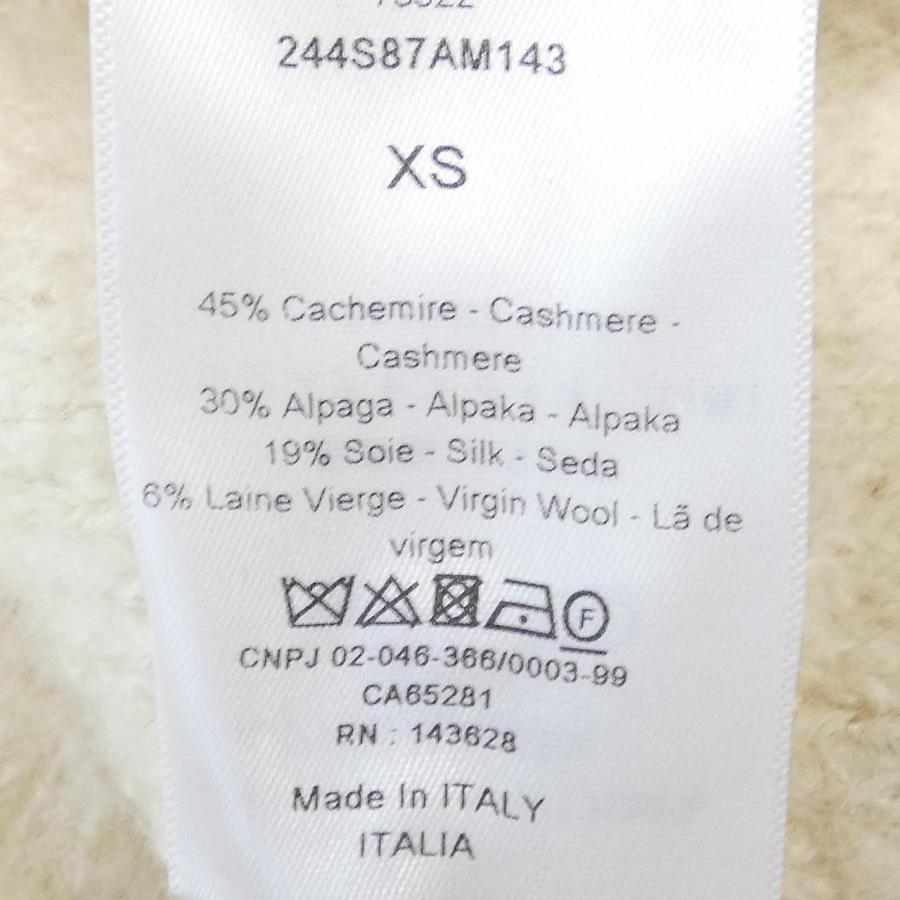 244S87AM143
XS
45% Cachemire - Cashmere -
Cashmere
30% Alpaga - Alpaka - Alpaka
19% Soie - Silk - Seda
6% Laine Vierge - Virgin Wool - Lã de
virgem
F
CNPJ 02-046-366/0003-99
CA65281
RN : 143628
Made In ITALY
ITALIA